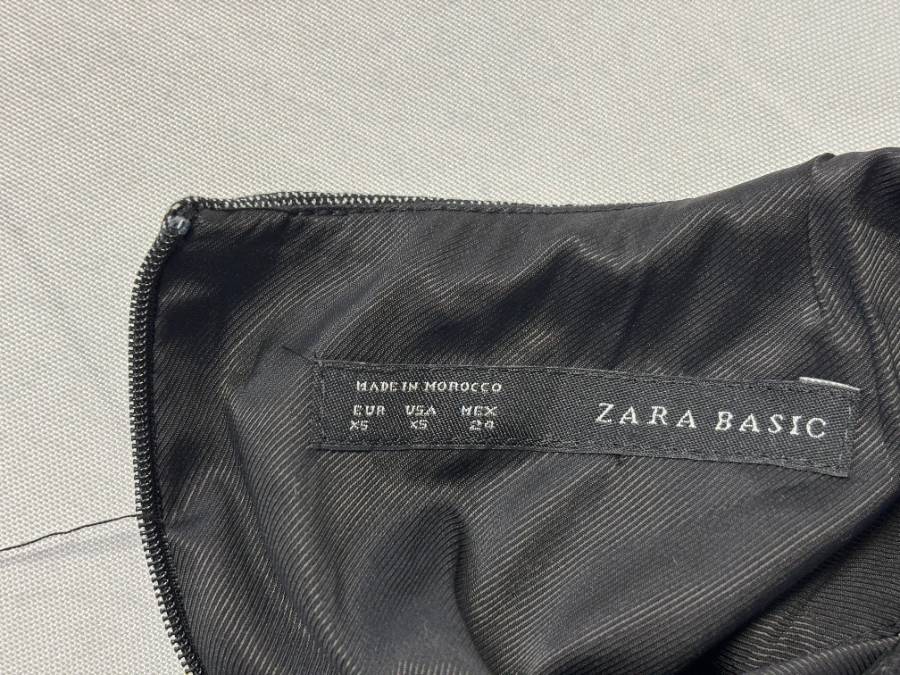 MADE IN MOROCCO
EUR USA MEX
XS XS 24
ZARA BASIC